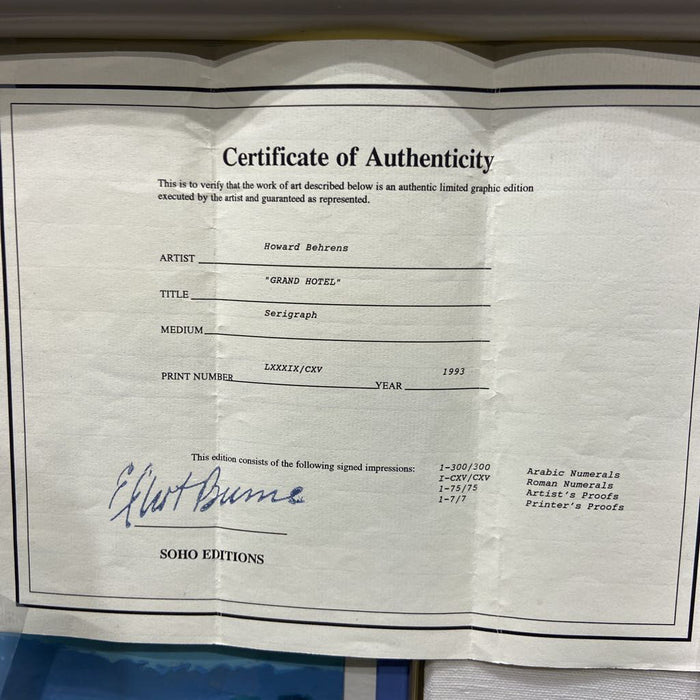 Certificate of Authenticity
This is to verify that the work of art described below is an authentic limited graphic edition
executed by the artist and guaranteed as represented.
ARTIST Howard Behrens
TITLE "GRAND HOTEL"
MEDIUM Serigraph
PRINT NUMBER LXXXIX/CXV YEAR 1993
This edition consists of the following signed impressions: 1-300/300 Arabic Numerals
I-CXV/CXV Roman Numerals
1-75/75 Artist's Proofs
1-7/7 Printer's Proofs
SOHO EDITIONS